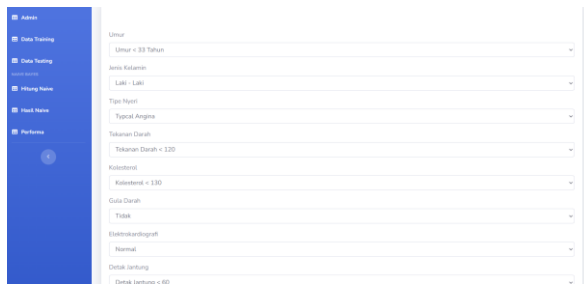 Admin
Data Training
Data Testing
Hitung Naive
Hasil Naive
Performa
Umur
Umur < 33 Tahun
Jenis Kelamin
Laki - Laki
Tipe Nyeri
Typcal Angina
Tekanan Darah
Tekanan Darah < 120
Kolesterol
Kolesterol < 130
Gula Darah
Tidak
Elektrokardiografi
Normal
Detak Jantung
Detak Jantung < 60